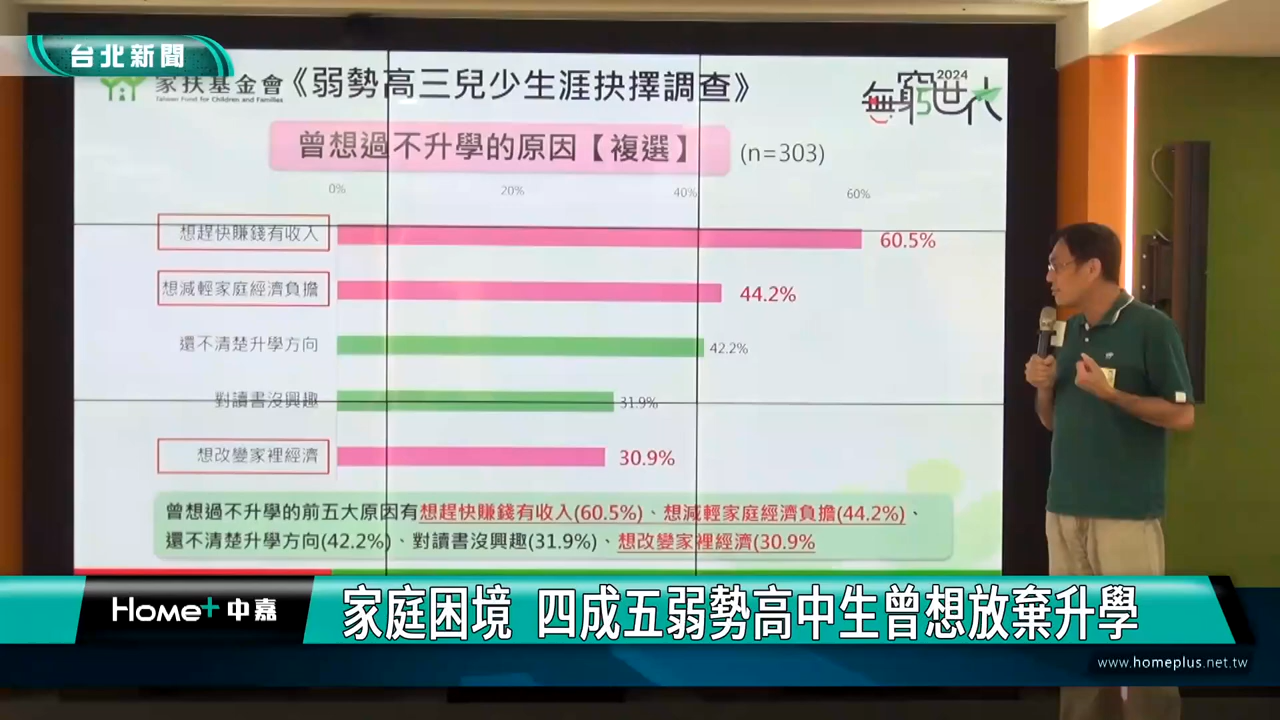 台北新聞
家扶基金會《弱勢高三兒少生涯抉擇調查》
Taiwan Fund for Children and Families
2024
無窮世代
曾想過不升學的原因【複選】 (n=303)
0% 20% 40% 60%
想趕快賺錢有收入 60.5%
想減輕家庭經濟負擔 44.2%
還不清楚升學方向 42.2%
對讀書沒興趣 31.9%
想改變家裡經濟 30.9%
曾想過不升學的前五大原因有想趕快賺錢有收入(60.5%)、想減輕家庭經濟負擔(44.2%)、
還不清楚升學方向(42.2%)、對讀書沒興趣(31.9%)、想改變家裡經濟(30.9%
Home+ 中嘉
家庭困境 四成五弱勢高中生曾想放棄升學
www.homeplus.net.tw